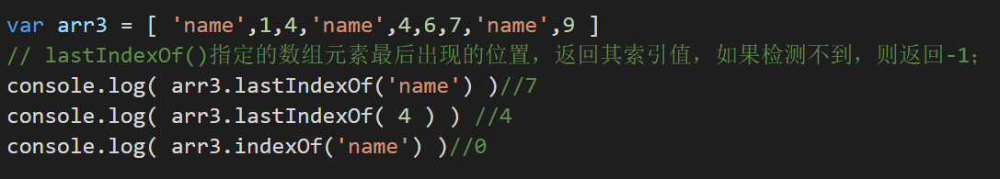 var arr3 = [ 'name',1,4,'name',4,6,7,'name',9 ]
// lastIndexOf()指定的数组元素最后出现的位置，返回其索引值，如果检测不到，则返回-1；
console.log( arr3.lastIndexOf('name') )//7
console.log( arr3.lastIndexOf( 4 ) ) //4
console.log( arr3.indexOf('name') )//0